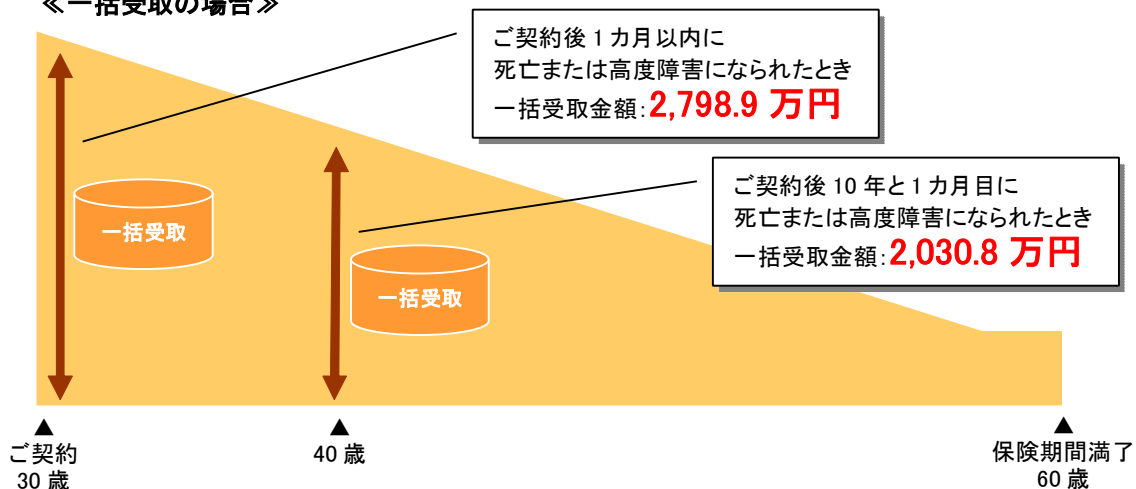 ≪一括受取の場合≫
ご契約後 1 カ月以内に
死亡または高度障害になられたとき
一括受取金額:2,798.9 万円
ご契約後 10 年と 1 カ月目に
死亡または高度障害になられたとき
一括受取金額:2,030.8 万円
一括受取
一括受取
▲
ご契約
30 歳
▲
40 歳
▲
保険期間満了
60 歳